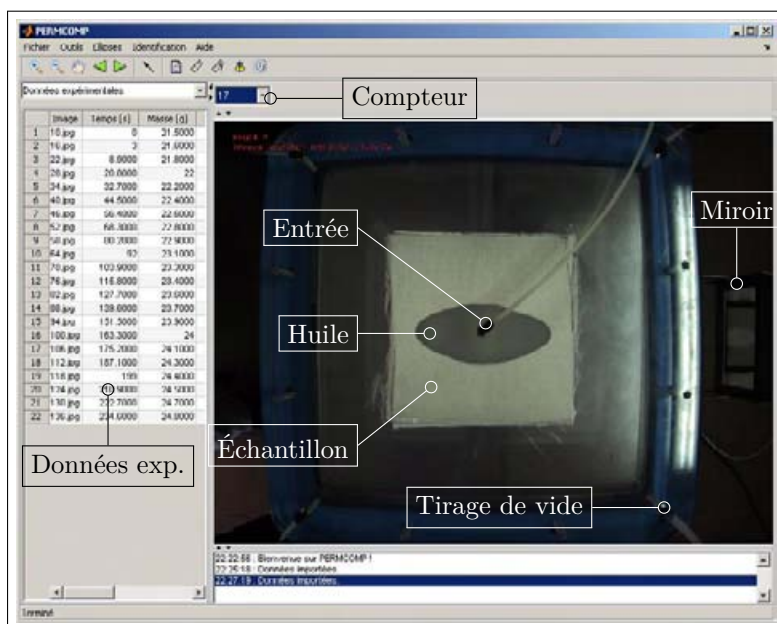 PERMCOMP
Fichier Outils Ellipses Identification Aide
Données expérimentales
17
Compteur
Image Temps [s] Masse [g]
1 10.jpg 0 21.5000
2 16.jpg 3 21.6000
3 22.jpg 8.8000 21.8000
4 28.jpg 20.8000 22
5 34.jpg 32.7000 22.2000
6 40.jpg 44.5000 22.4000
7 46.jpg 56.4000 22.6000
8 52.jpg 68.3000 22.8000
9 58.jpg 80.2000 22.9000
10 64.jpg 92 23.1000
11 70.jpg 103.9000 23.3000
12 76.jpg 115.8000 23.4000
13 82.jpg 127.7000 23.6000
14 88.jpg 139.6000 23.7000
15 94.jpg 151.5000 23.9000
16 100.jpg 163.3000 24
17 106.jpg 175.2000 24.1000
18 112.jpg 187.1000 24.3000
19 118.jpg 199 24.4000
20 124.jpg 24.5000
21 130.jpg 222.7000 24.7000
22 136.jpg 234.6000 24.8000
Entrée
Miroir
Huile
Échantillon
Données exp.
Tirage de vide
22:22:56 : Bienvenue sur PERMCOMP !
22:25:18 : Données importées.
22:27:19 : Données importées.
Terminé